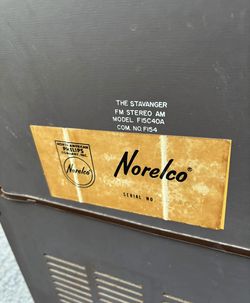 THE STAVANGER
FM STEREO AM
MODEL F15C40A
COM. NO. F154
NORTH AMERICAN
PHILIPS
COMPANY, INC.
Norelco
Norelco®
SERIAL NO.